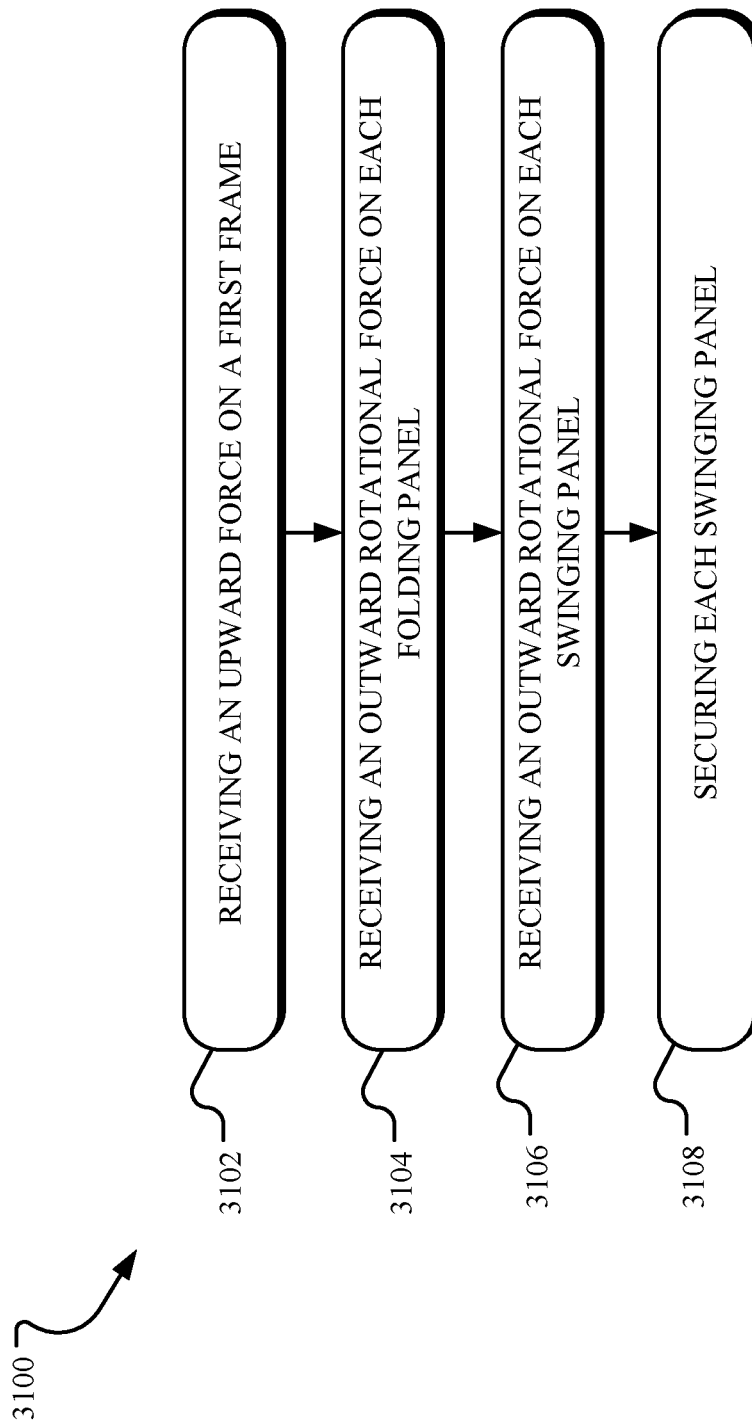 3100
3102
RECEIVING AN UPWARD FORCE ON A FIRST FRAME
3104
RECEIVING AN OUTWARD ROTATIONAL FORCE ON EACH
FOLDING PANEL
3106
RECEIVING AN OUTWARD ROTATIONAL FORCE ON EACH
SWINGING PANEL
3108
SECURING EACH SWINGING PANEL